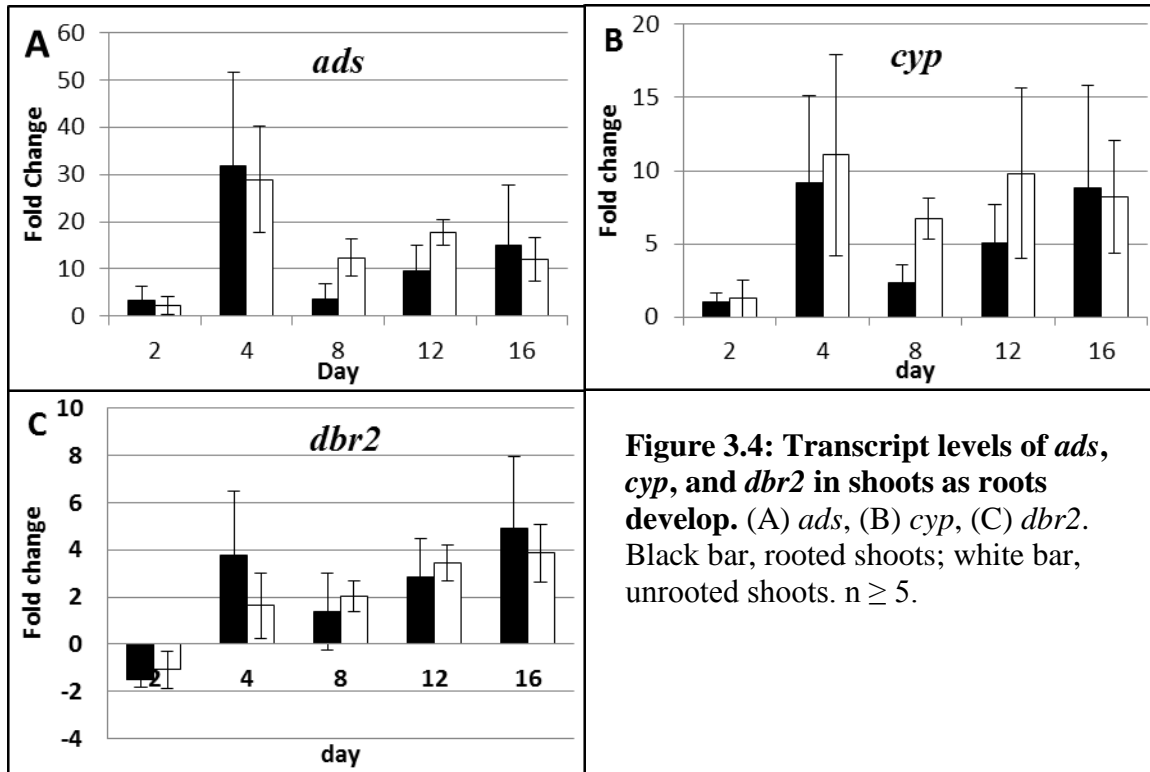 A
ads
Fold Change
60
50
40
30
20
10
0
2 4 8 12 16
Day
B
cyp
Fold change
20
15
10
5
0
2 4 8 12 16
day
C
dbr2
Fold change
10
8
6
4
2
0
-2
-4
2 4 8 12 16
day
Figure 3.4: Transcript levels of ads,
cyp, and dbr2 in shoots as roots
develop. (A) ads, (B) cyp, (C) dbr2.
Black bar, rooted shoots; white bar,
unrooted shoots. n ≥ 5.